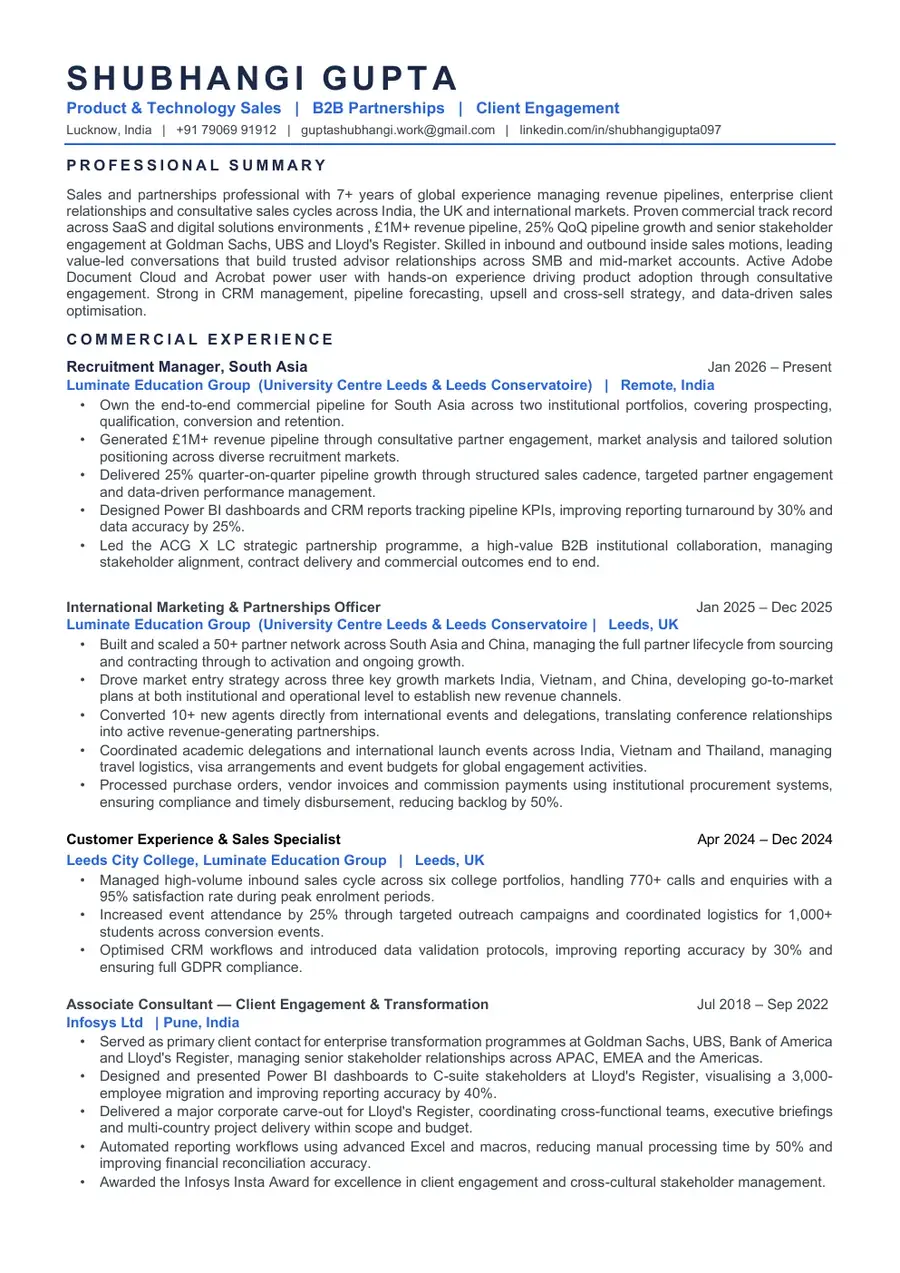 SHUBHANGI GUPTA
Product & Technology Sales | B2B Partnerships | Client Engagement
Lucknow, India | +91 79069 91912 | guptashubhangi.work@gmail.com | linkedin.com/in/shubhangigupta097
PROFESSIONAL SUMMARY
Sales and partnerships professional with 7+ years of global experience managing revenue pipelines, enterprise client
relationships and consultative sales cycles across India, the UK and international markets. Proven commercial track record
across SaaS and digital solutions environments , £1M+ revenue pipeline, 25% QoQ pipeline growth and senior stakeholder
engagement at Goldman Sachs, UBS and Lloyd's Register. Skilled in inbound and outbound inside sales motions, leading
value-led conversations that build trusted advisor relationships across SMB and mid-market accounts. Active Adobe
Document Cloud and Acrobat power user with hands-on experience driving product adoption through consultative
engagement. Strong in CRM management, pipeline forecasting, upsell and cross-sell strategy, and data-driven sales
optimisation.
COMMERCIAL EXPERIENCE
Recruitment Manager, South Asia Jan 2026 – Present
Luminate Education Group (University Centre Leeds & Leeds Conservatoire) | Remote, India
• Own the end-to-end commercial pipeline for South Asia across two institutional portfolios, covering prospecting,
qualification, conversion and retention.
• Generated £1M+ revenue pipeline through consultative partner engagement, market analysis and tailored solution
positioning across diverse recruitment markets.
• Delivered 25% quarter-on-quarter pipeline growth through structured sales cadence, targeted partner engagement
and data-driven performance management.
• Designed Power BI dashboards and CRM reports tracking pipeline KPIs, improving reporting turnaround by 30% and
data accuracy by 25%.
• Led the ACG X LC strategic partnership programme, a high-value B2B institutional collaboration, managing
stakeholder alignment, contract delivery and commercial outcomes end to end.
International Marketing & Partnerships Officer Jan 2025 – Dec 2025
Luminate Education Group (University Centre Leeds & Leeds Conservatoire | Leeds, UK
• Built and scaled a 50+ partner network across South Asia and China, managing the full partner lifecycle from sourcing
and contracting through to activation and ongoing growth.
• Drove market entry strategy across three key growth markets India, Vietnam, and China, developing go-to-market
plans at both institutional and operational level to establish new revenue channels.
• Converted 10+ new agents directly from international events and delegations, translating conference relationships
into active revenue-generating partnerships.
• Coordinated academic delegations and international launch events across India, Vietnam and Thailand, managing
travel logistics, visa arrangements and event budgets for global engagement activities.
• Processed purchase orders, vendor invoices and commission payments using institutional procurement systems,
ensuring compliance and timely disbursement, reducing backlog by 50%.
Customer Experience & Sales Specialist Apr 2024 – Dec 2024
Leeds City College, Luminate Education Group | Leeds, UK
• Managed high-volume inbound sales cycle across six college portfolios, handling 770+ calls and enquiries with a
95% satisfaction rate during peak enrolment periods.
• Increased event attendance by 25% through targeted outreach campaigns and coordinated logistics for 1,000+
students across conversion events.
• Optimised CRM workflows and introduced data validation protocols, improving reporting accuracy by 30% and
ensuring full GDPR compliance.
Associate Consultant — Client Engagement & Transformation Jul 2018 – Sep 2022
Infosys Ltd | Pune, India
• Served as primary client contact for enterprise transformation programmes at Goldman Sachs, UBS, Bank of America
and Lloyd's Register, managing senior stakeholder relationships across APAC, EMEA and the Americas.
• Designed and presented Power BI dashboards to C-suite stakeholders at Lloyd's Register, visualising a 3,000-
employee migration and improving reporting accuracy by 40%.
• Delivered a major corporate carve-out for Lloyd's Register, coordinating cross-functional teams, executive briefings
and multi-country project delivery within scope and budget.
• Automated reporting workflows using advanced Excel and macros, reducing manual processing time by 50% and
improving financial reconciliation accuracy.
• Awarded the Infosys Insta Award for excellence in client engagement and cross-cultural stakeholder management.